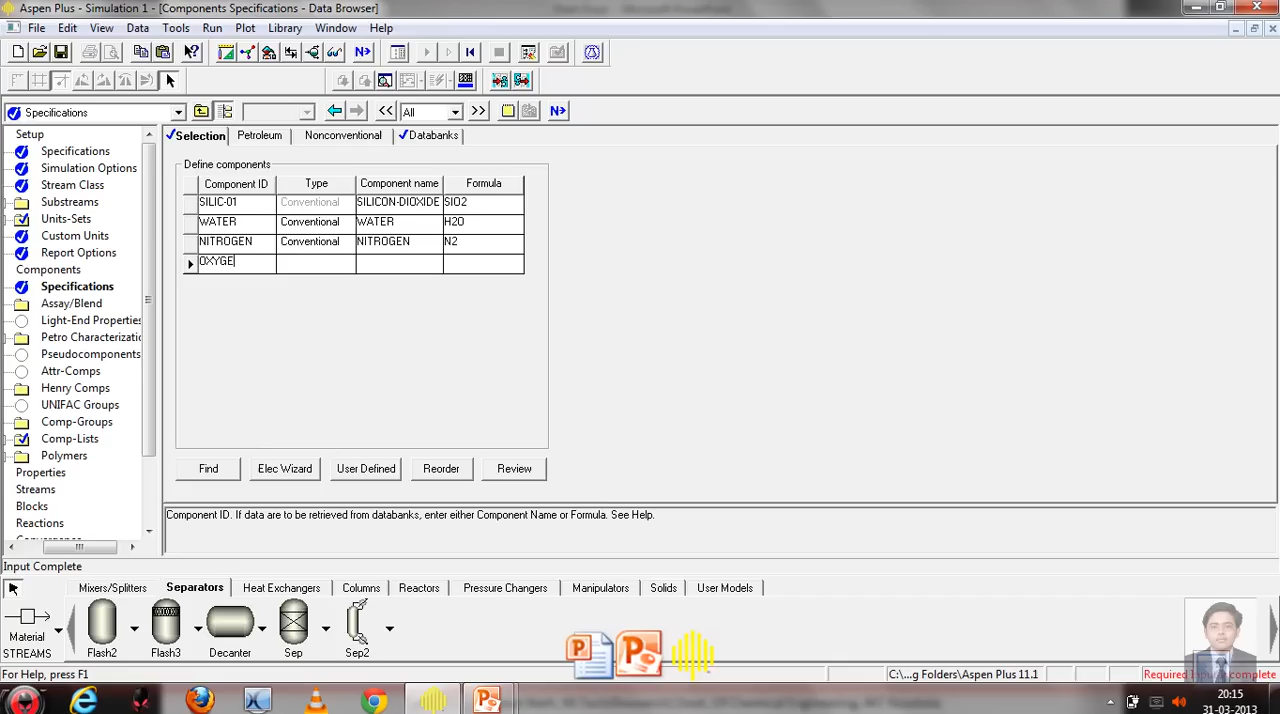 Aspen Plus - Simulation 1 - [Components Specifications - Data Browser]
File Edit View Data Tools Run Plot Library Window Help
N>
Specifications
All
<< >> N>
Setup
Specifications
Simulation Options
Stream Class
Substreams
Units-Sets
Custom Units
Report Options
Components
Specifications
Assay/Blend
Light-End Properties
Petro Characterizatic
Pseudocomponents
Attr-Comps
Henry Comps
UNIFAC Groups
Comp-Groups
Comp-Lists
Polymers
Properties
Streams
Blocks
Reactions
Selection Petroleum Nonconventional Databanks
Define components
Component ID Type Component name Formula
SILIC-01 Conventional SILICON-DIOXIDE SIO2
WATER Conventional WATER H2O
NITROGEN Conventional NITROGEN N2
OXYGE
Find Elec Wizard User Defined Reorder Review
Component ID. If data are to be retrieved from databanks, enter either Component Name or Formula. See Help.
Input Complete
Mixers/Splitters Separators Heat Exchangers Columns Reactors Pressure Changers Manipulators Solids User Models
Material
STREAMS
Flash2 Flash3 Decanter Sep Sep2
For Help, press F1
C:\...g Folders\Aspen Plus 11.1
Required complete
20:15
31-03-2013